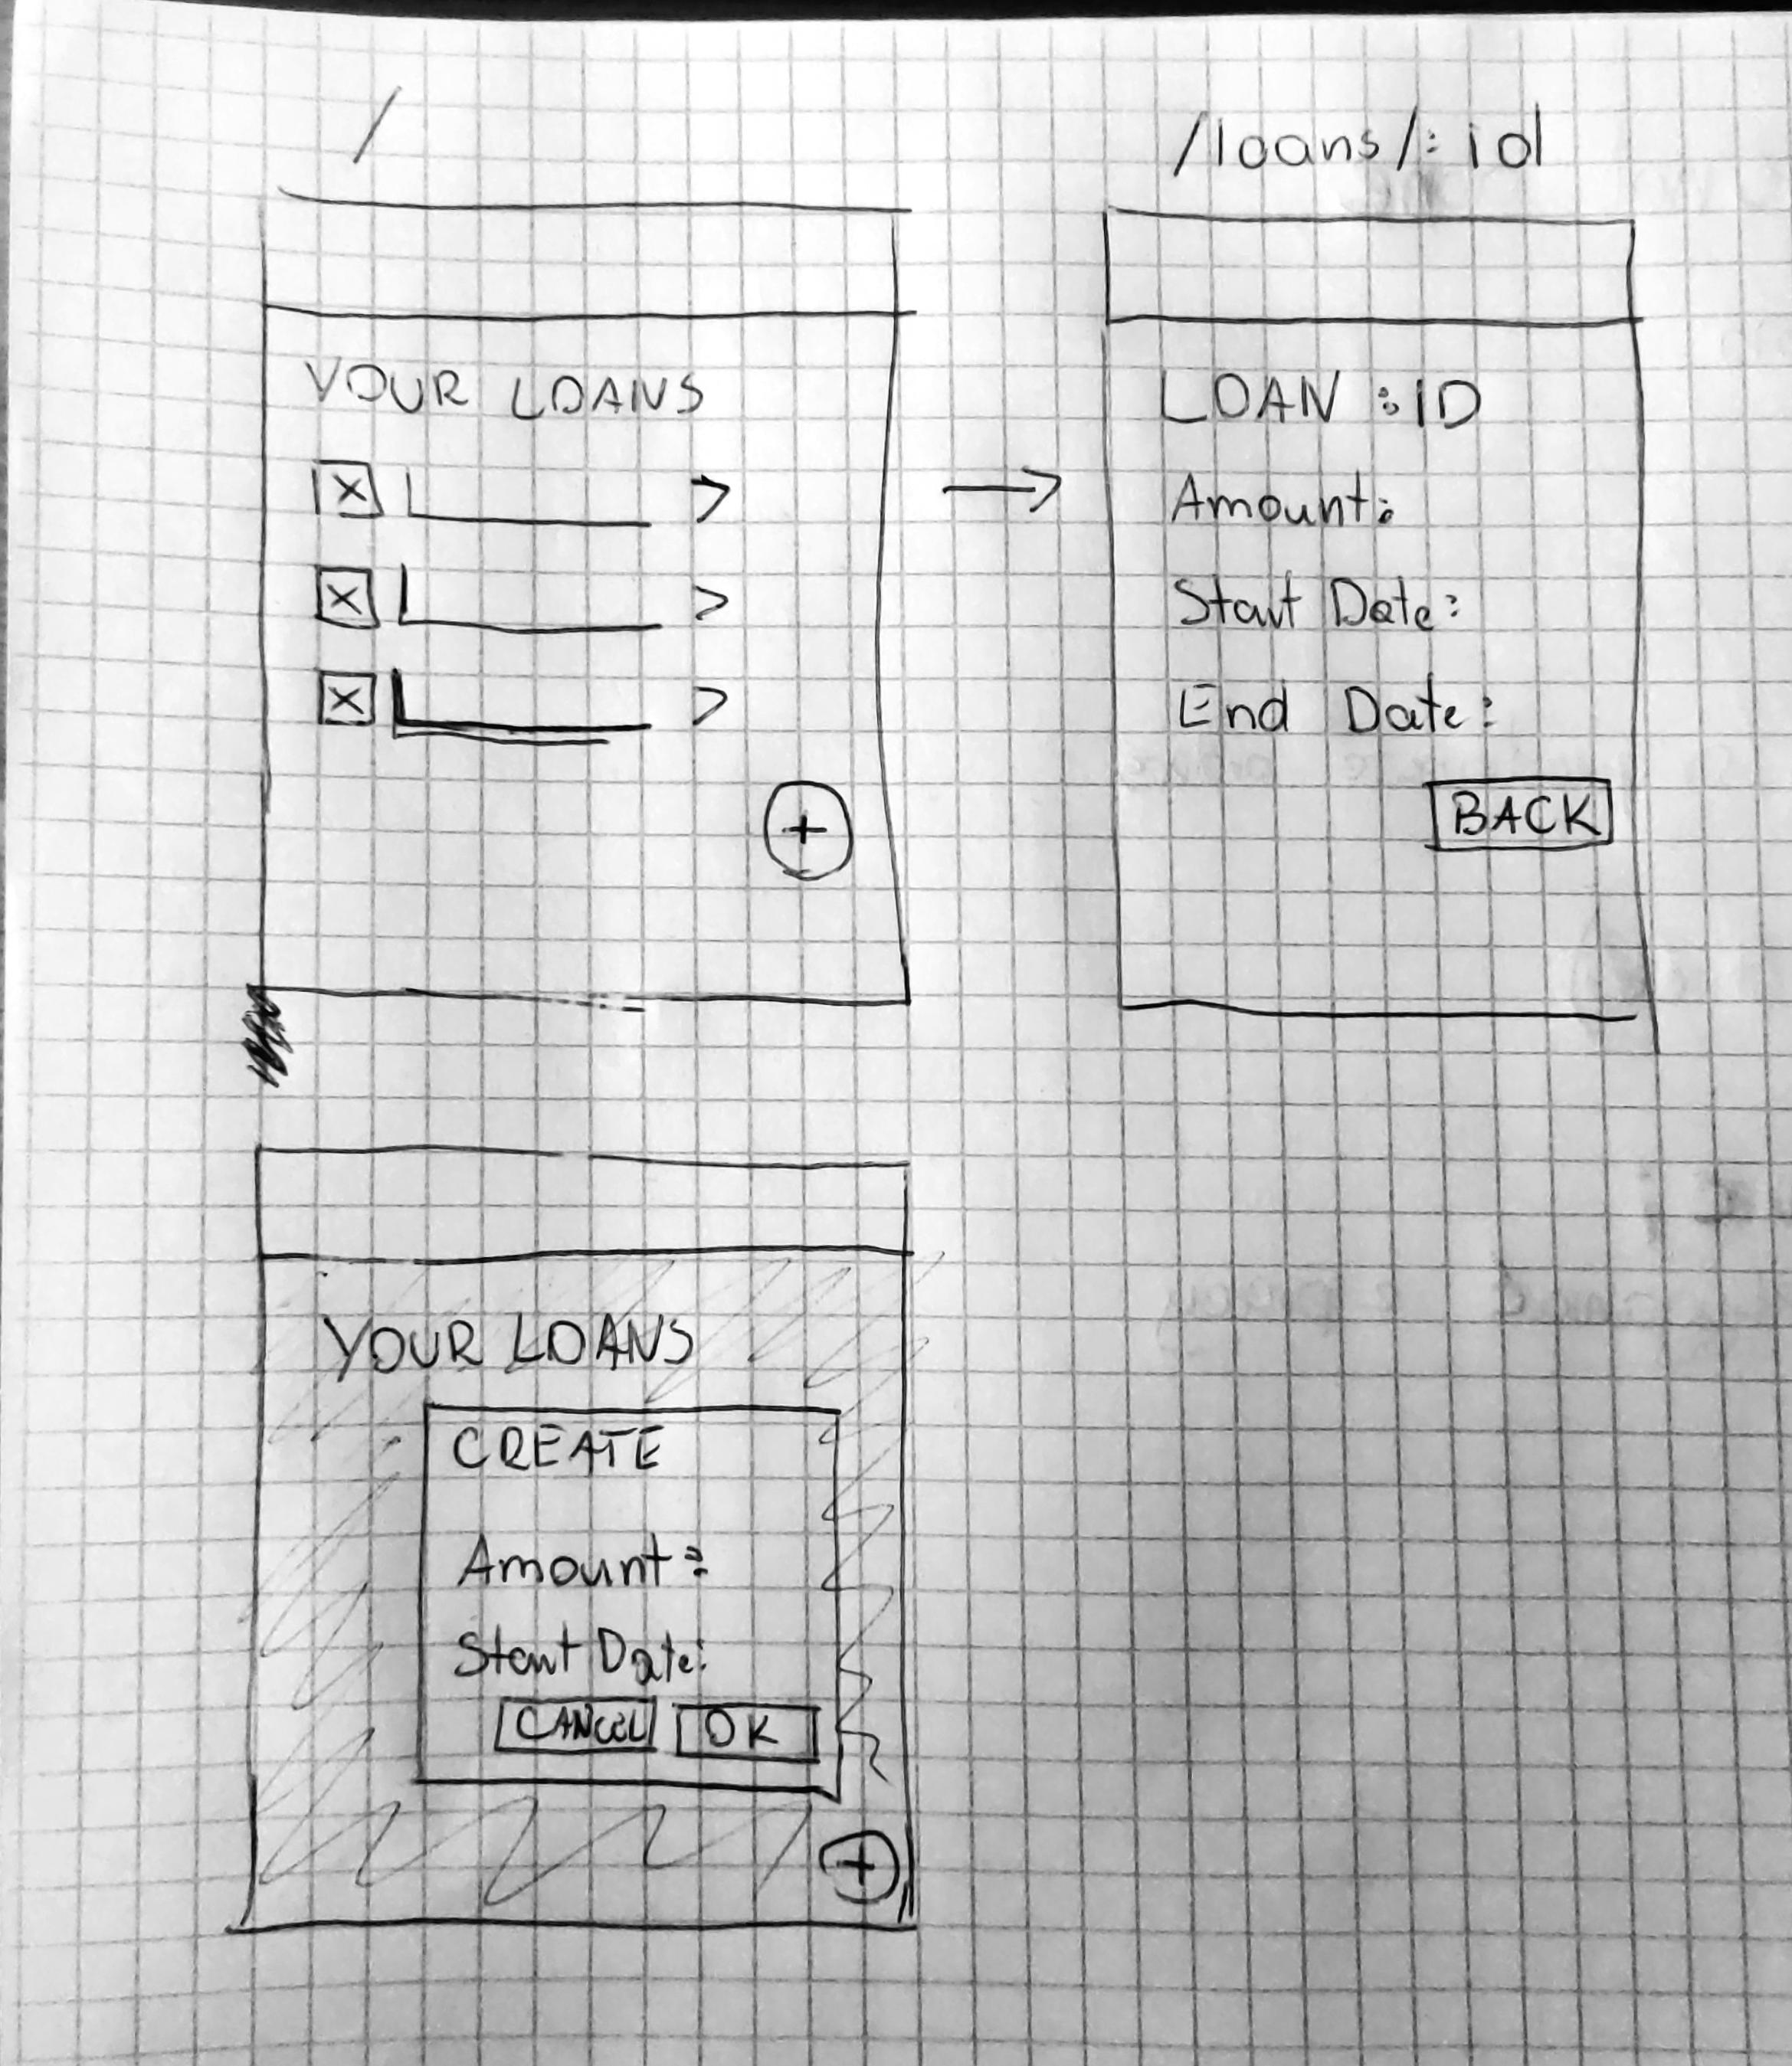 /
YOUR LOANS
X >
X >
X >
+
→
/loans/:id
LOAN :ID
Amount:
Start Date:
End Date:
BACK
YOUR LOANS
CREATE
Amount:
Start Date:
CANCEL OK
+